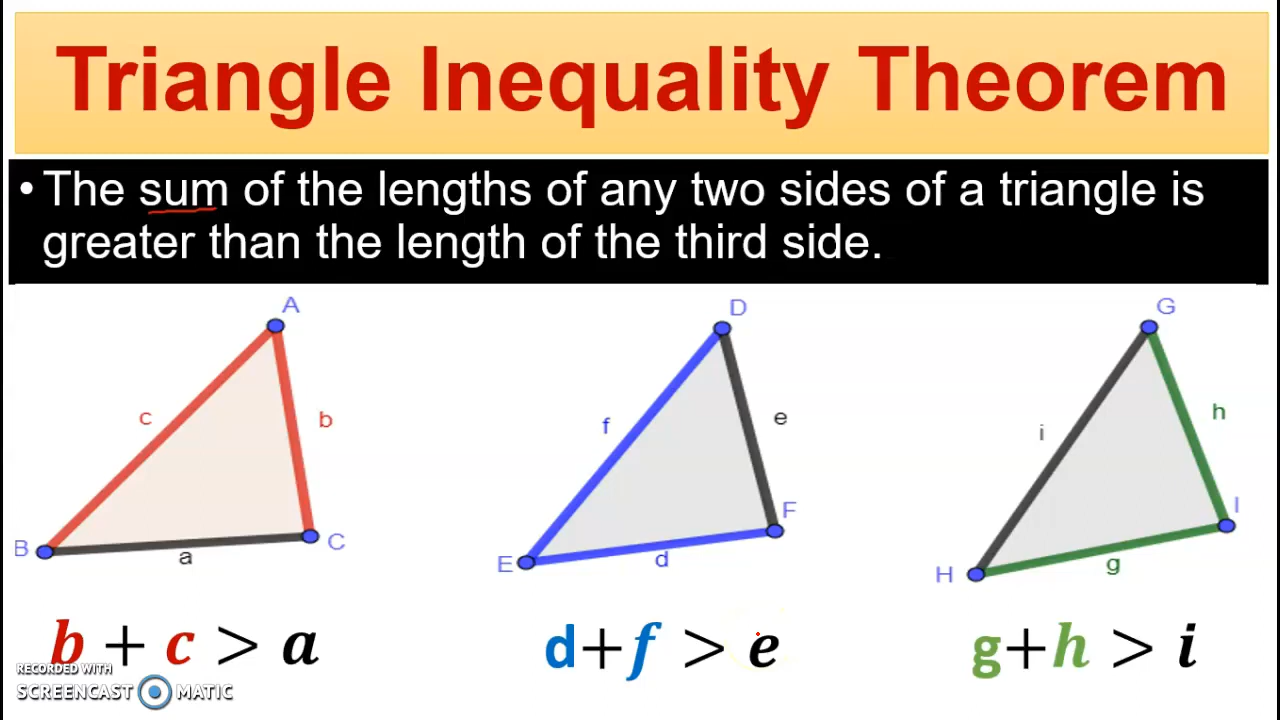 Triangle Inequality Theorem
• The sum of the lengths of any two sides of a triangle is
greater than the length of the third side.
A
D
G
c
b
f
e
i
h
B
C
a
E
F
d
H
I
g
b + c > a
d+f > e
g+h > i
RECORDED WITH
SCREENCAST MATIC